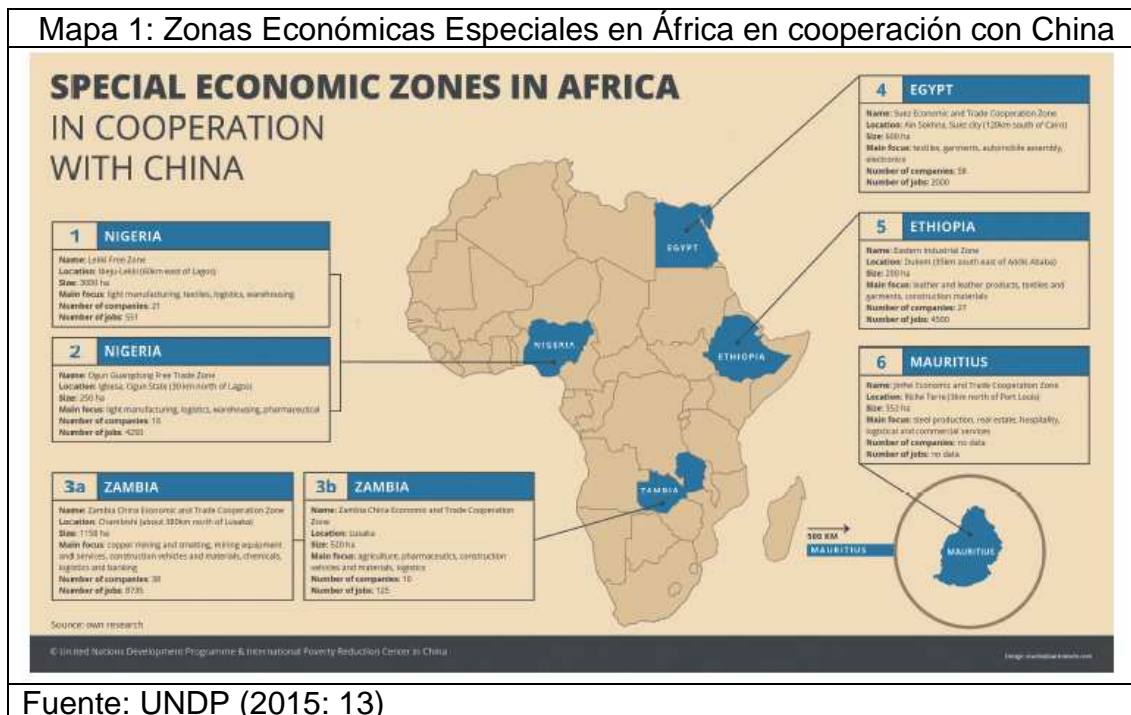 Mapa 1: Zonas Económicas Especiales en África en cooperación con China
SPECIAL ECONOMIC ZONES IN AFRICA
IN COOPERATION
WITH CHINA
1 NIGERIA
Name: Lekki Free Zone
Location: Ibeju-Lekki (60km east of Lagos)
Size: 3000 ha
Main focus: light manufacturing, textiles, logistics, warehousing
Number of companies: 21
Number of jobs: 551
2 NIGERIA
Name: Ogun Guangdong Free Trade Zone
Location: Igbesa, Ogun State (30 km north of Lagos)
Size: 250 ha
Main focus: light manufacturing, logistics, warehousing, pharmaceutical
Number of companies:
Number of jobs:
3a ZAMBIA
Name: Zambia China Economic and Trade Cooperation Zone
Location: Chambishi (about 380km north of Lusaka)
Size: 1158 ha
Main focus: copper mining and smelting, mining equipment
and services, construction vehicles and materials, chemicals,
logistics and banking
Number of companies:
Number of jobs: 8735
3b ZAMBIA
Name: Zambia China Economic and Trade Cooperation
Zone
Location: Lusaka
Size: 520 ha
Main focus: agriculture, pharmaceutics, construction
vehicles and materials, logistics
Number of companies: 10
Number of jobs: 125
4 EGYPT
Name: Suez Economic and Trade Cooperation Zone
Location: Ain Sokhna, Suez city (120km south of Cairo)
Size: 600 ha
Main focus: textiles, garments, automobile assembly,
electronics
Number of companies: 58
Number of jobs: 2000
5 ETHIOPIA
Name: Eastern Industrial Zone
Location: Dukem (35km south east of Addis Ababa)
Size: 200 ha
Main focus: leather and leather products, textiles and
garments, construction materials
Number of companies: 27
Number of jobs: 4500
6 MAURITIUS
Name: Jinfei Economic and Trade Cooperation Zone
Location: Riche Terre (3km north of Port Louis)
Size: 352 ha
Main focus: steel production, real estate, hospitality,
logistical and commercial services
Number of companies: no data
Number of jobs: no data
EGYPT
NIGERIA
ETHIOPIA
ZAMBIA
500 KM
MAURITIUS
MAURITIUS
Source: own research
© United Nations Development Programme & International Poverty Reduction Center in China
Fuente: UNDP (2015: 13)